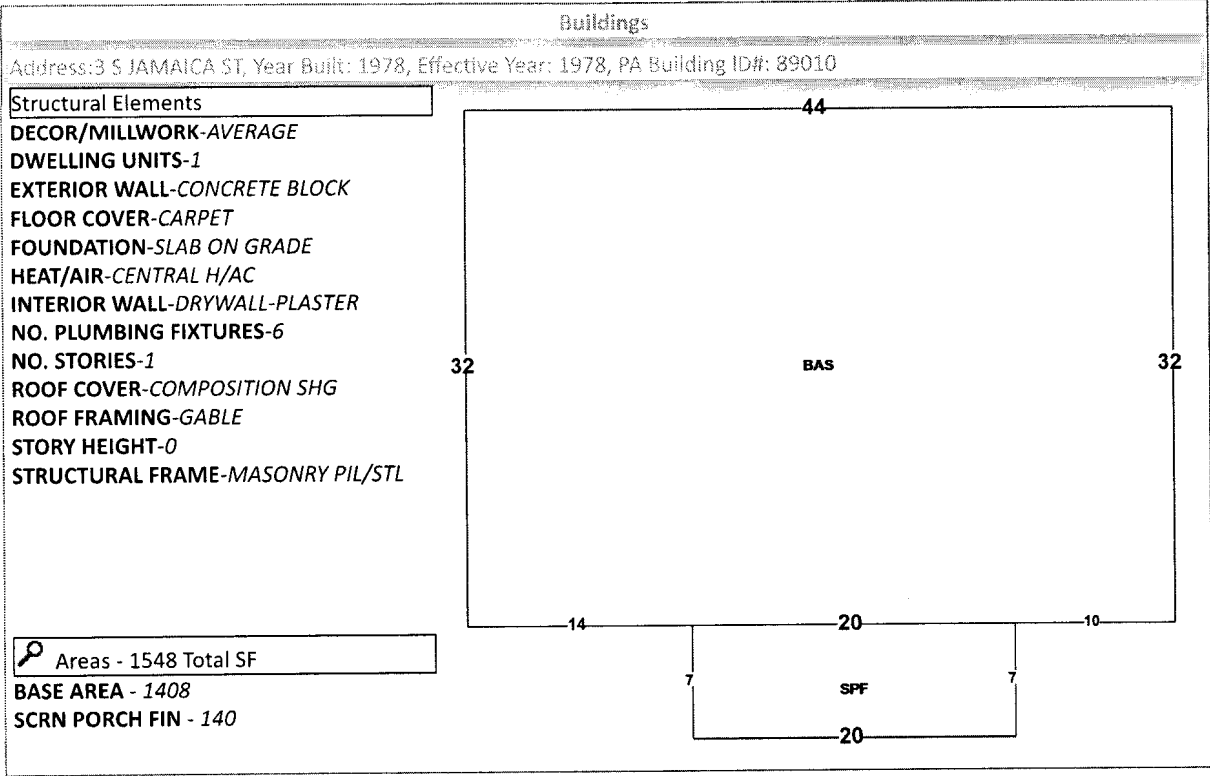 Buildings
Address:3 S JAMAICA ST, Year Built: 1978, Effective Year: 1978, PA Building ID#: 89010
Structural Elements
DECOR/MILLWORK-AVERAGE
DWELLING UNITS-1
EXTERIOR WALL-CONCRETE BLOCK
FLOOR COVER-CARPET
FOUNDATION-SLAB ON GRADE
HEAT/AIR-CENTRAL H/AC
INTERIOR WALL-DRYWALL-PLASTER
NO. PLUMBING FIXTURES-6
NO. STORIES-1
ROOF COVER-COMPOSITION SHG
ROOF FRAMING-GABLE
STORY HEIGHT-0
STRUCTURAL FRAME-MASONRY PIL/STL
Areas - 1548 Total SF
BASE AREA - 1408
SCRN PORCH FIN - 140
44
32
BAS
32
14
20
10
7
SPF
7
20